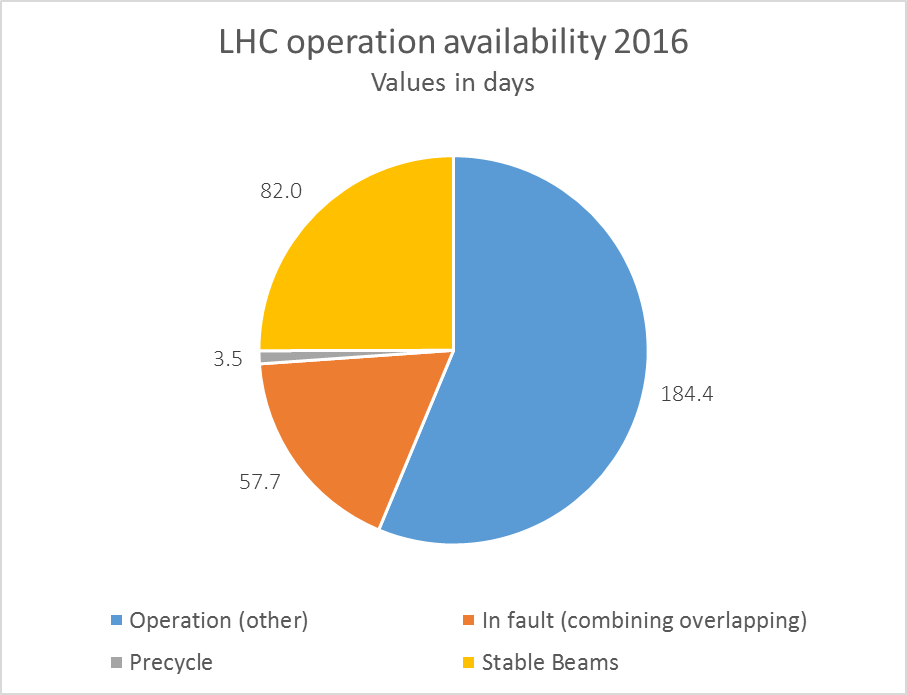 LHC operation availability 2016
Values in days
82.0
3.5
184.4
57.7
Operation (other)
In fault (combining overlapping)
Precycle
Stable Beams